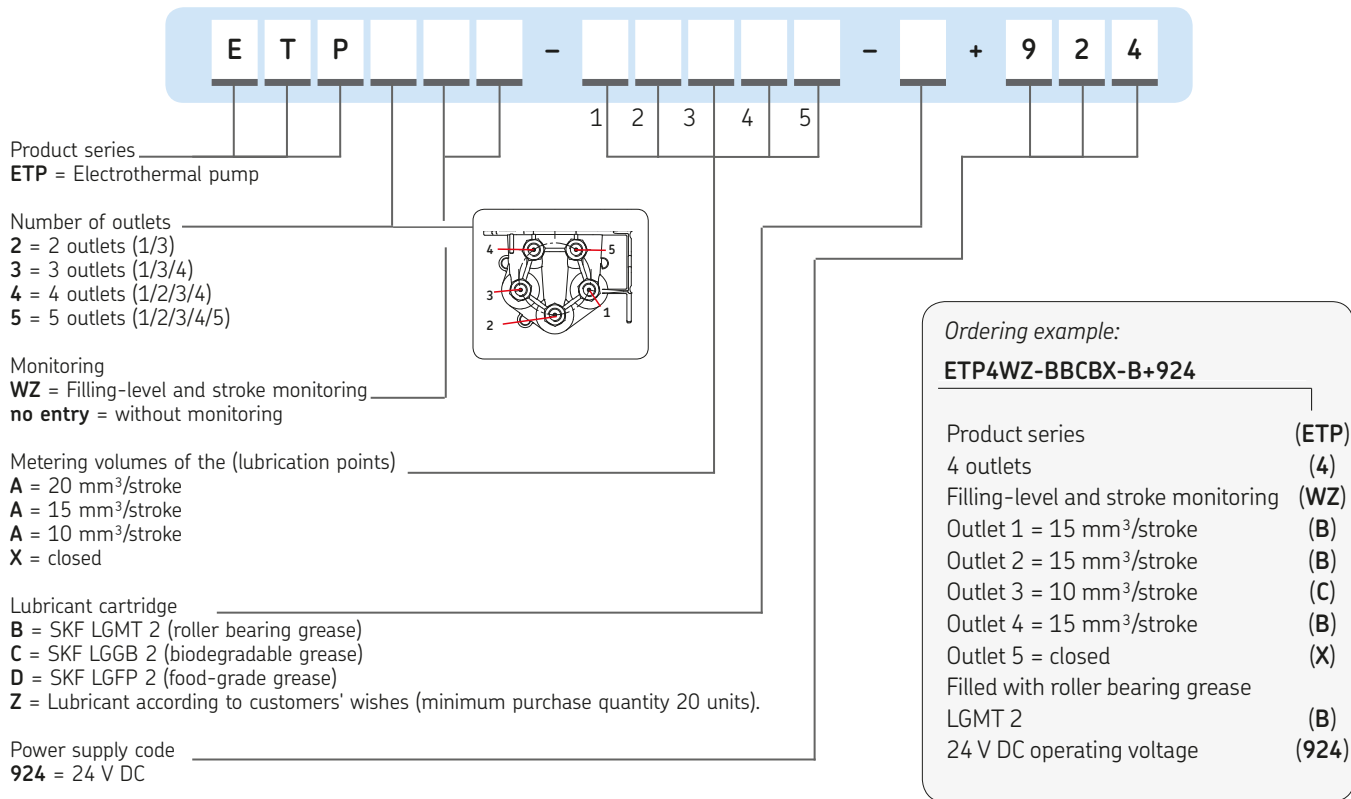 E T P – – + 9 2 4
1 2 3 4 5
Product series
ETP = Electrothermal pump
Number of outlets
2 = 2 outlets (1/3)
3 = 3 outlets (1/3/4)
4 = 4 outlets (1/2/3/4)
5 = 5 outlets (1/2/3/4/5)
4 5
3 1
2
Monitoring
WZ = Filling-level and stroke monitoring
no entry = without monitoring
Metering volumes of the (lubrication points)
A = 20 mm³/stroke
A = 15 mm³/stroke
A = 10 mm³/stroke
X = closed
Lubricant cartridge
B = SKF LGMT 2 (roller bearing grease)
C = SKF LGGB 2 (biodegradable grease)
D = SKF LGFP 2 (food-grade grease)
Z = Lubricant according to customers' wishes (minimum purchase quantity 20 units).
Power supply code
924 = 24 V DC
Ordering example:
ETP4WZ-BBCBX-B+924
Product series (ETP)
4 outlets (4)
Filling-level and stroke monitoring (WZ)
Outlet 1 = 15 mm³/stroke (B)
Outlet 2 = 15 mm³/stroke (B)
Outlet 3 = 10 mm³/stroke (C)
Outlet 4 = 15 mm³/stroke (B)
Outlet 5 = closed (X)
Filled with roller bearing grease
LGMT 2 (B)
24 V DC operating voltage (924)